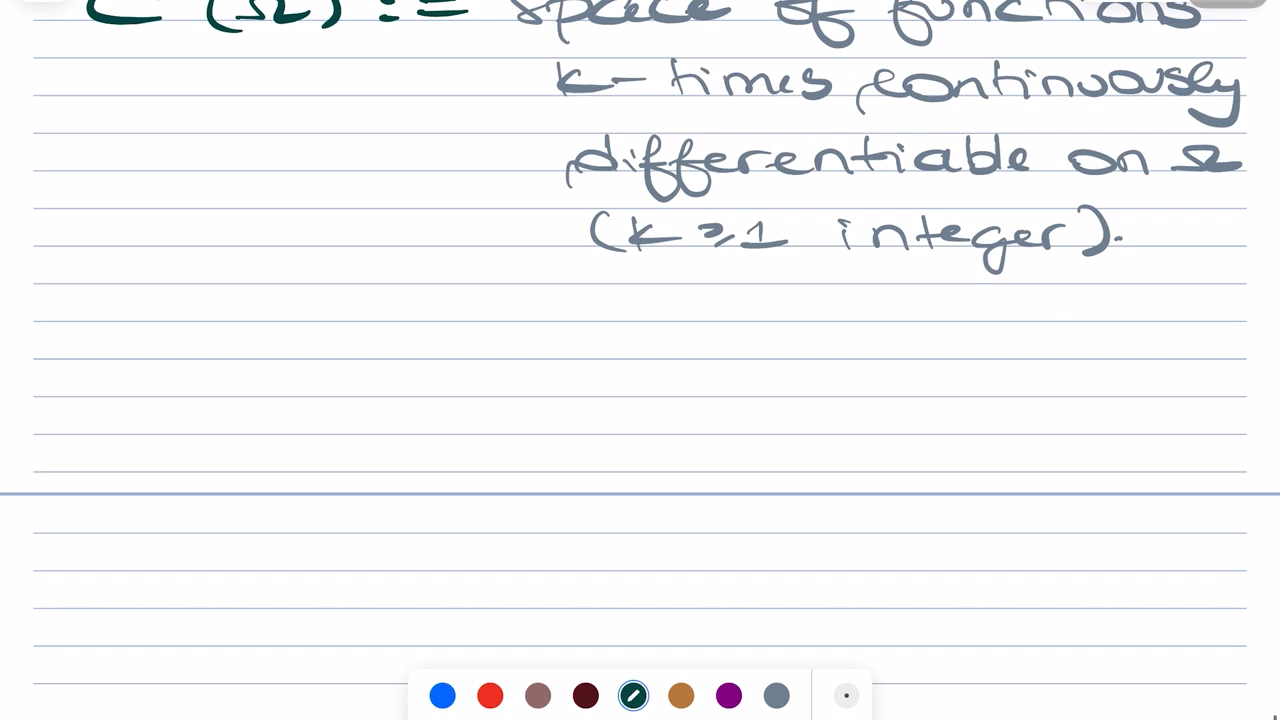 C (Ω) := space of functions
k - times continuously
differentiable on Ω
(k ⩾ 1 integer).